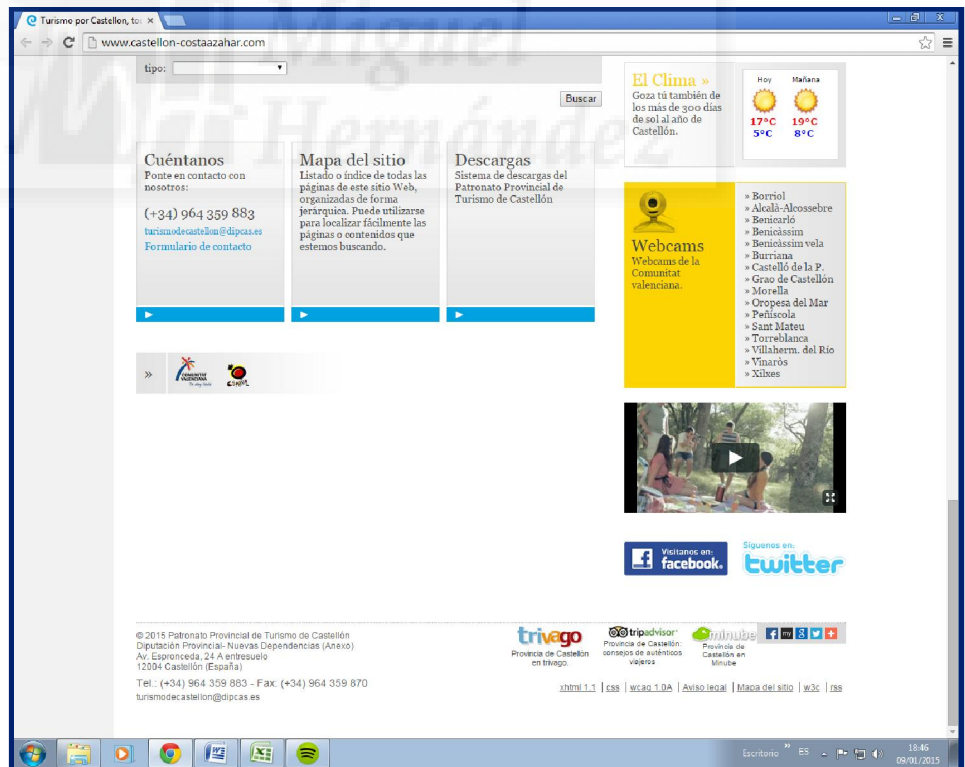 Turismo por Castellon, to
www.castellon-costaazahar.com
Miguel
Hernández
tipo:
Buscar
Cuéntanos
Ponte en contacto con
nosotros:
(+34) 964 359 883
turismodecastellon@dipcas.es
Formulario de contacto
Mapa del sitio
Listado o índice de todas las
páginas de este sitio Web,
organizadas de forma
jerárquica. Puede utilizarse
para localizar fácilmente las
páginas o contenidos que
estemos buscando.
Descargas
Sistema de descargas del
Patronato Provincial de
Turismo de Castellón
»
COMUNITAT
VALENCIANA
España
El Clima »
Goza tú también de
los más de 300 días
de sol al año de
Castellón.
Hoy Mañana
17°C 19°C
5°C 8°C
Webcams
Webcams de la
Comunitat
valenciana.
» Borriol
» Alcalà-Alcossebre
» Benicarló
» Benicàssim
» Benicàssim vela
» Burriana
» Castelló de la P.
» Grao de Castellón
» Morella
» Oropesa del Mar
» Peñíscola
» Sant Mateu
» Torreblanca
» Villaherm. del Río
» Vinaròs
» Xilxes
Visítanos en:
facebook.
Síguenos en:
twitter
© 2015 Patronato Provincial de Turismo de Castellón
Diputación Provincial- Nuevas Dependencias (Anexo)
Av. Espronceda, 24 A entresuelo
12004 Castellón (España)
Tel.: (+34) 964 359 883 - Fax: (+34) 964 359 870
turismodecastellon@dipcas.es
trivago
Provincia de Castellón
en trivago.
tripadvisor
Provincia de Castellón:
consejos de auténticos
viajeros
minube
Provincia de
Castellón en
Minube
xhtml 1.1 | css | wcag 1.0A | Aviso legal | Mapa del sitio | w3c | rss
Escritorio » ES
18:46
09/01/2015